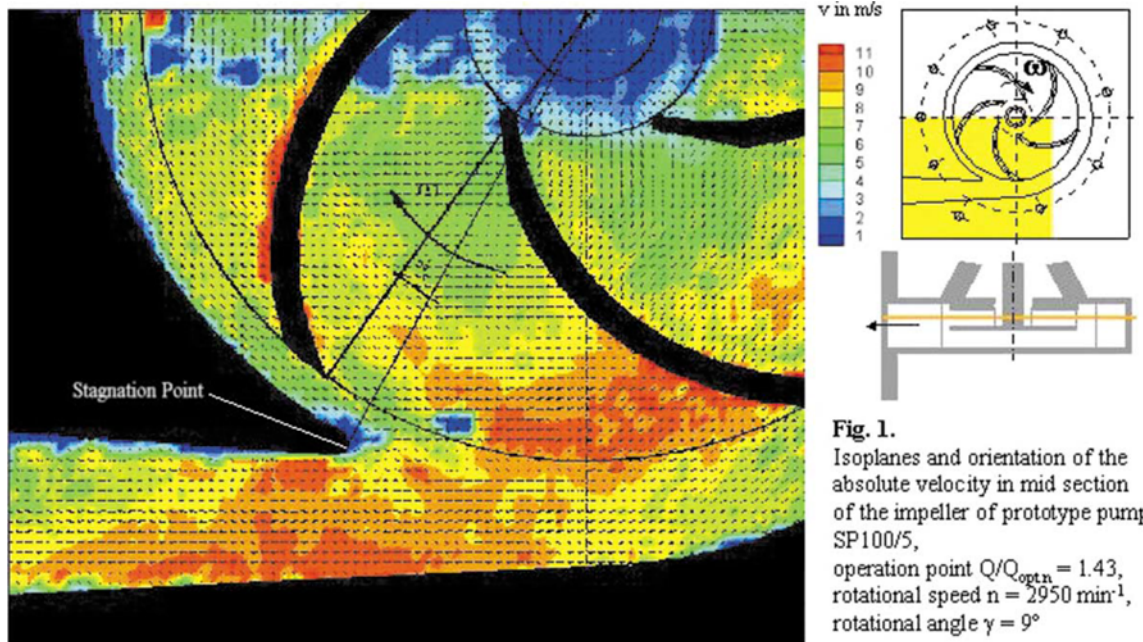 v in m/s
11
10
9
8
7
6
5
4
3
2
1
ω
Stagnation Point
Fig. 1.
Isoplanes and orientation of the
absolute velocity in mid section
of the impeller of prototype pump
SP100/5,
operation point Q/Qopt.n = 1.43,
rotational speed n = 2950 min⁻¹,
rotational angle γ = 9°